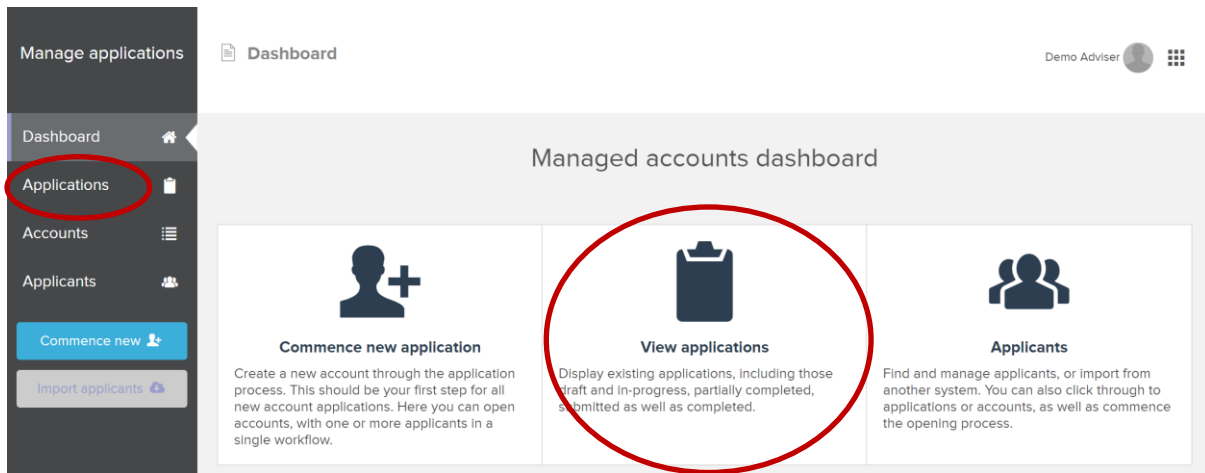 Manage applications
Dashboard
Demo Adviser
Dashboard
Applications
Accounts
Applicants
Commence new
Import applicants
Managed accounts dashboard
Commence new application
Create a new account through the application
process. This should be your first step for all
new account applications. Here you can open
accounts, with one or more applicants in a
single workflow.
View applications
Display existing applications, including those
draft and in-progress, partially completed,
submitted as well as completed.
Applicants
Find and manage applicants, or import from
another system. You can also click through to
applications or accounts, as well as commence
the opening process.